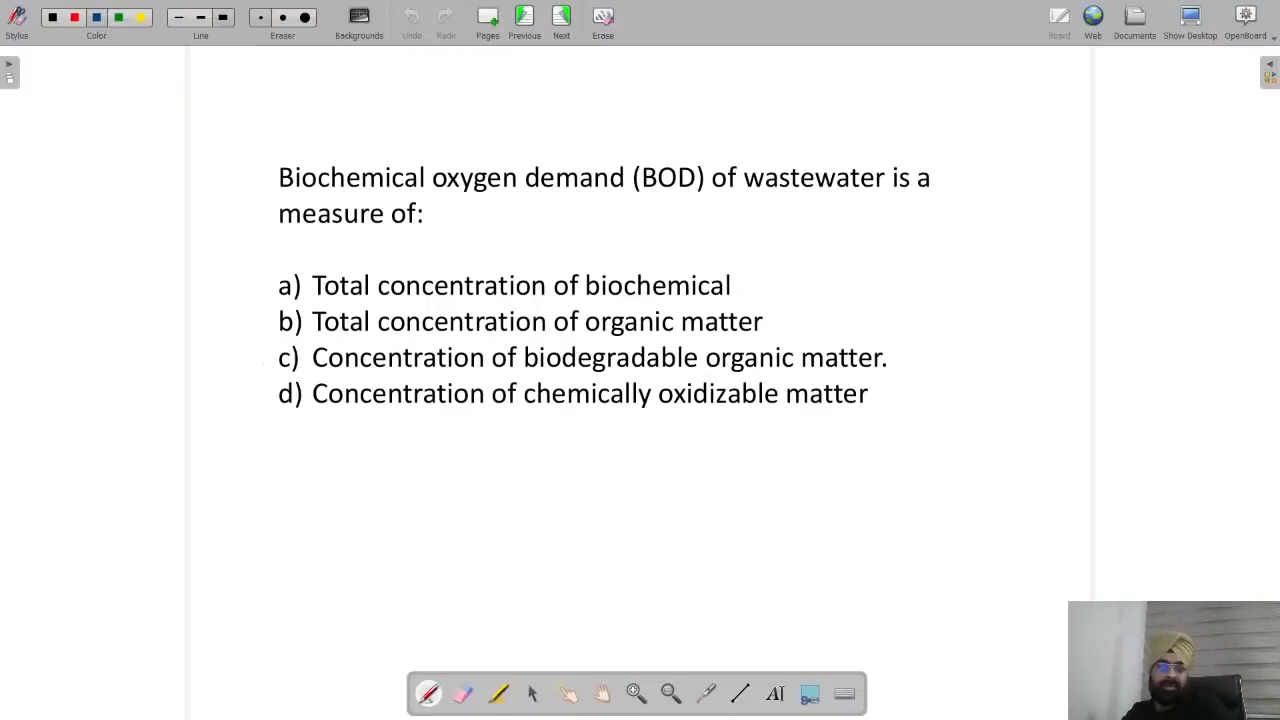 Stylus
Color
Line
Eraser
Backgrounds
Undo
Redo
Pages
Previous
Next
Erase
Board
Web
Documents
Show Desktop
OpenBoard
Biochemical oxygen demand (BOD) of wastewater is a
measure of:
a) Total concentration of biochemical
b) Total concentration of organic matter
c) Concentration of biodegradable organic matter.
d) Concentration of chemically oxidizable matter
AI